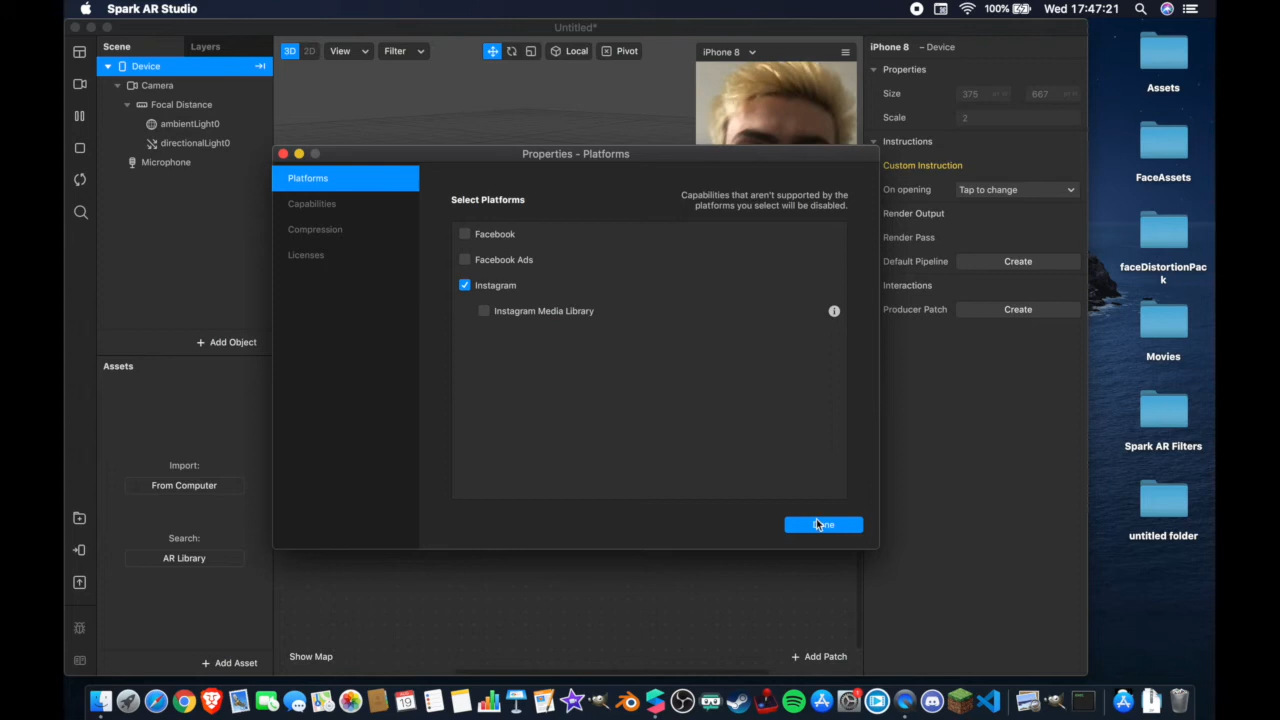 Spark AR Studio
100%
Wed 17:47:21
Untitled*
Scene
Layers
3D
2D
View
Filter
Local
Pivot
iPhone 8
iPhone 8 – Device
Device
Camera
Focal Distance
ambientLight0
directionalLight0
Microphone
+ Add Object
Assets
Import:
From Computer
Search:
AR Library
+ Add Asset
Properties - Platforms
Platforms
Capabilities
Compression
Licenses
Select Platforms
Capabilities that aren't supported by the
platforms you select will be disabled.
Facebook
Facebook Ads
Instagram
Instagram Media Library
Show Map
+ Add Patch
Properties
Size
375
667
Scale
2
Instructions
Custom Instruction
On opening
Tap to change
Render Output
Render Pass
Default Pipeline
Create
Interactions
Producer Patch
Create
Assets
FaceAssets
faceDistortionPac
k
Movies
Spark AR Filters
untitled folder
19